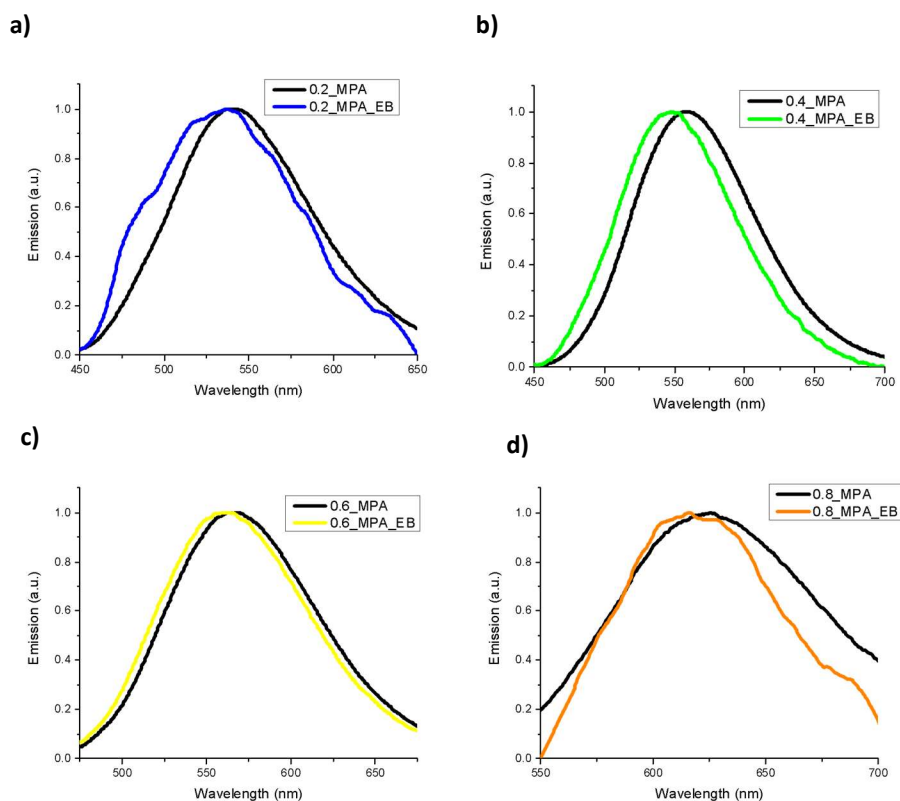 a)
0.2_MPA
0.2_MPA_EB
1.0
0.8
0.6
0.4
0.2
0.0
Emission (a.u.)
450 500 550 600 650
Wavelength (nm)
b)
0.4_MPA
0.4_MPA_EB
1.0
0.8
0.6
0.4
0.2
0.0
Emission (a.u.)
450 500 550 600 650 700
Wavelength (nm)
c)
0.6_MPA
0.6_MPA_EB
1.0
0.8
0.6
0.4
0.2
0.0
Emission (a.u.)
500 550 600 650
Wavelength (nm)
d)
0.8_MPA
0.8_MPA_EB
1.0
0.8
0.6
0.4
0.2
0.0
Emission (a.u.)
550 600 650 700
Wavelength (nm)